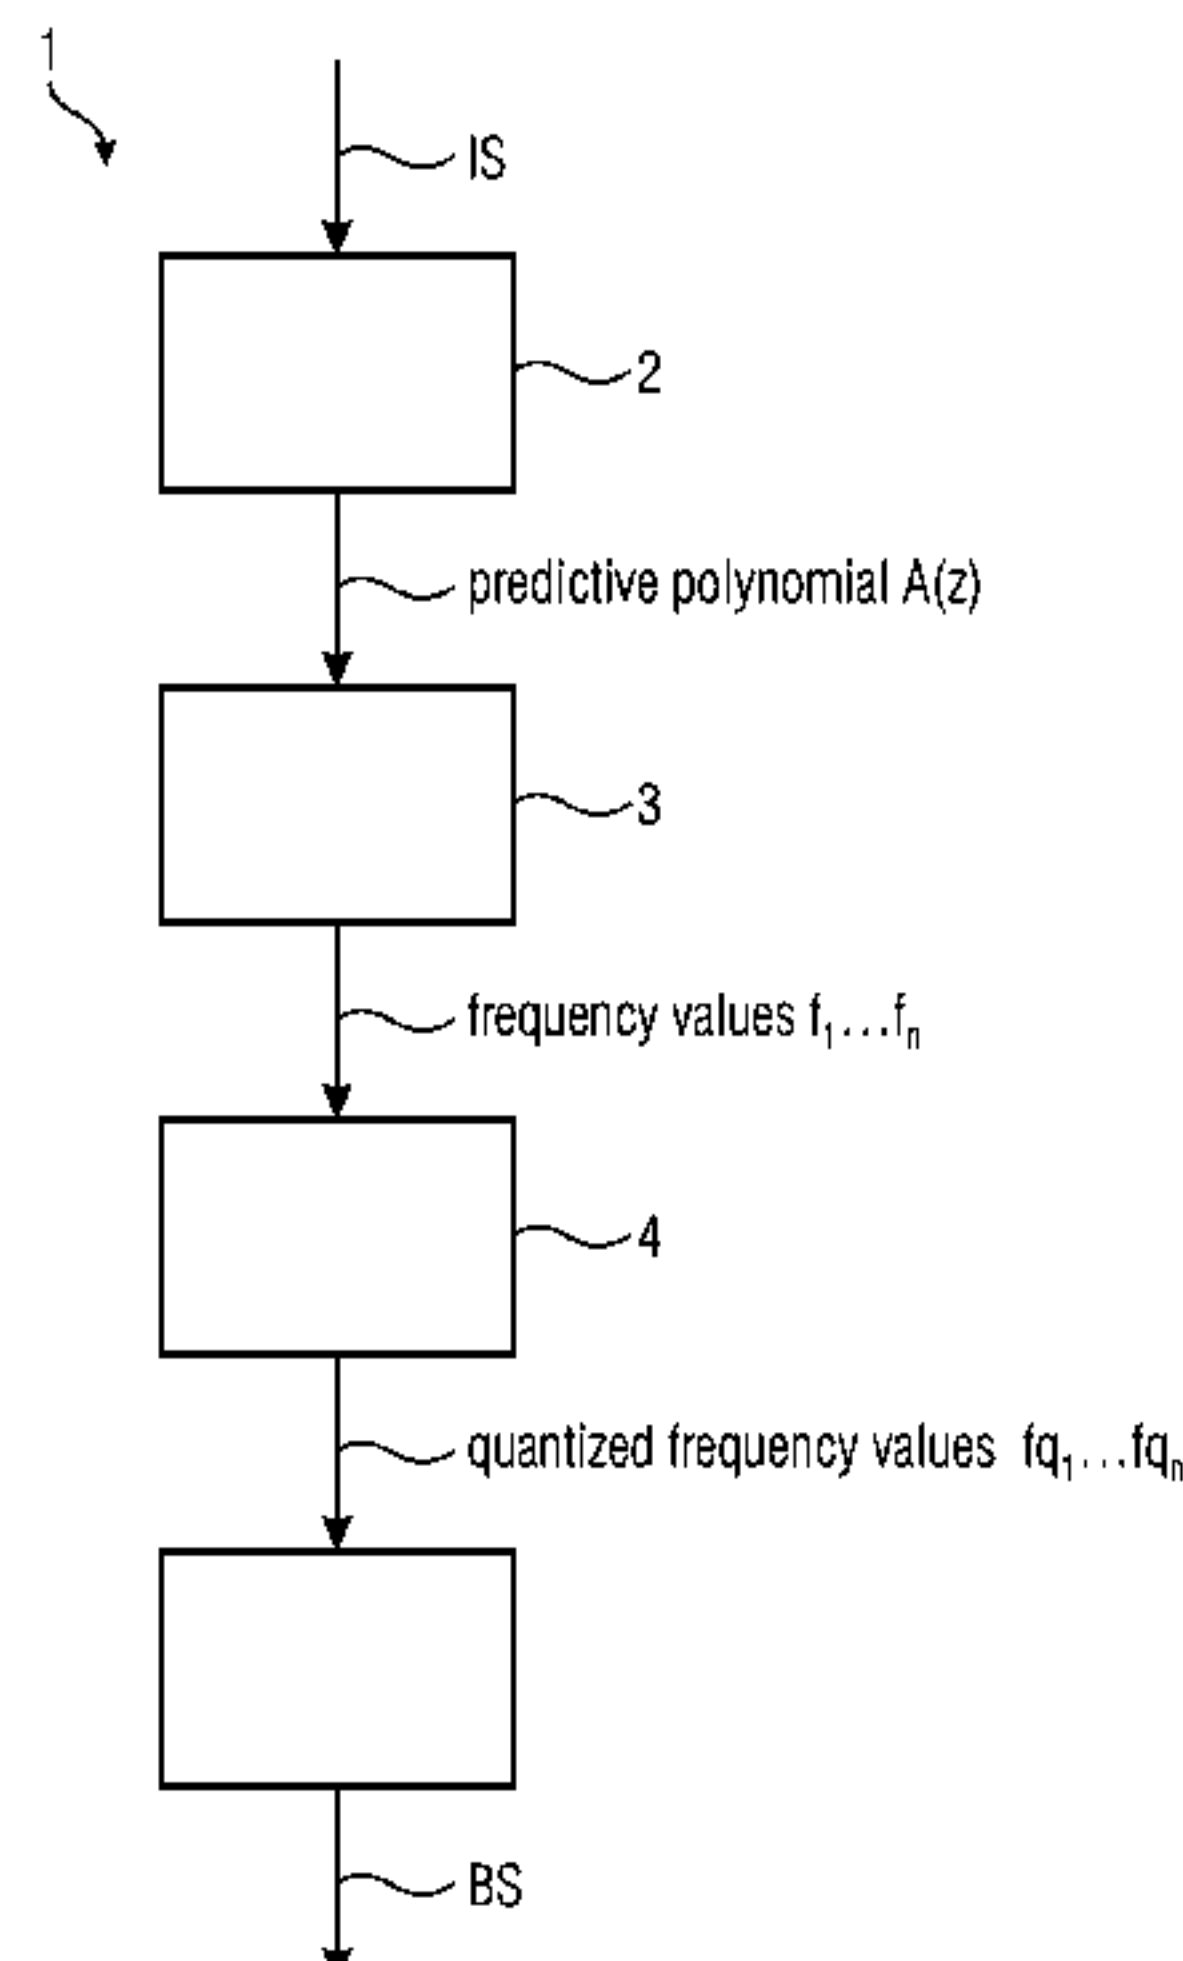 1
IS
2
predictive polynomial A(z)
3
frequency values f₁...fₙ
4
quantized frequency values fq₁...fqₙ
BS